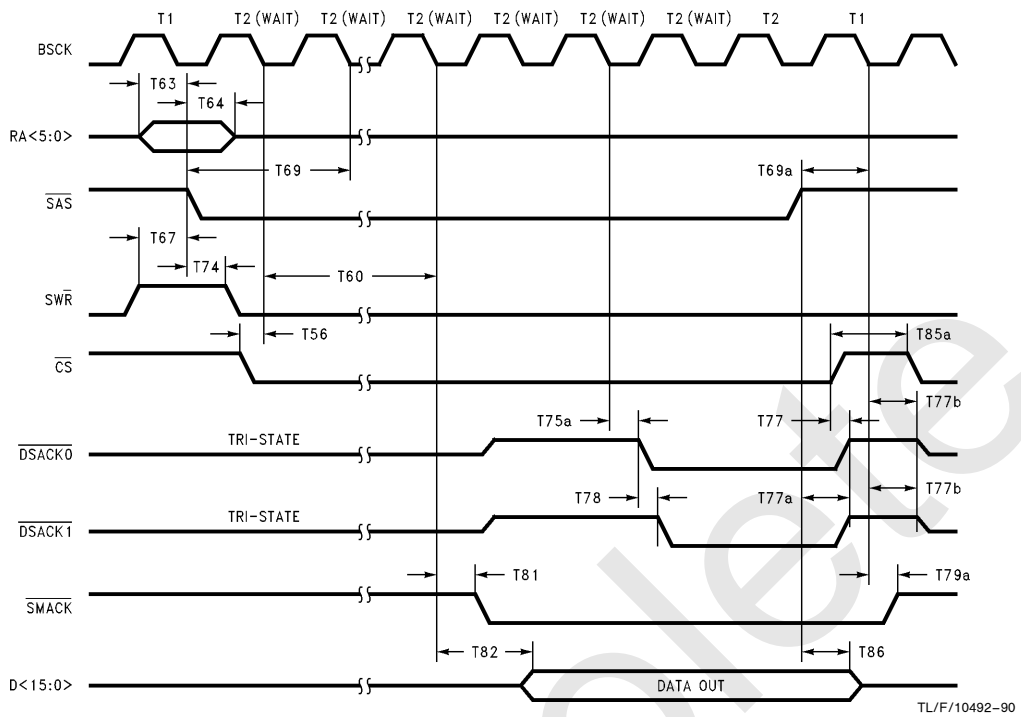 T1 T2 (WAIT) T2 (WAIT) T2 (WAIT) T2 (WAIT) T2 (WAIT) T2 (WAIT) T2 T1
BSCK
T63
T64
RA<5:0>
T69
T69a
SAS
T67
T74
T60
SWR
T56
T85a
CS
T77b
T75a
T77
TRI-STATE
DSACK0
T77b
T78
T77a
TRI-STATE
DSACK1
T81
T79a
SMACK
T82
T86
D<15:0>
DATA OUT
TL/F/10492-90